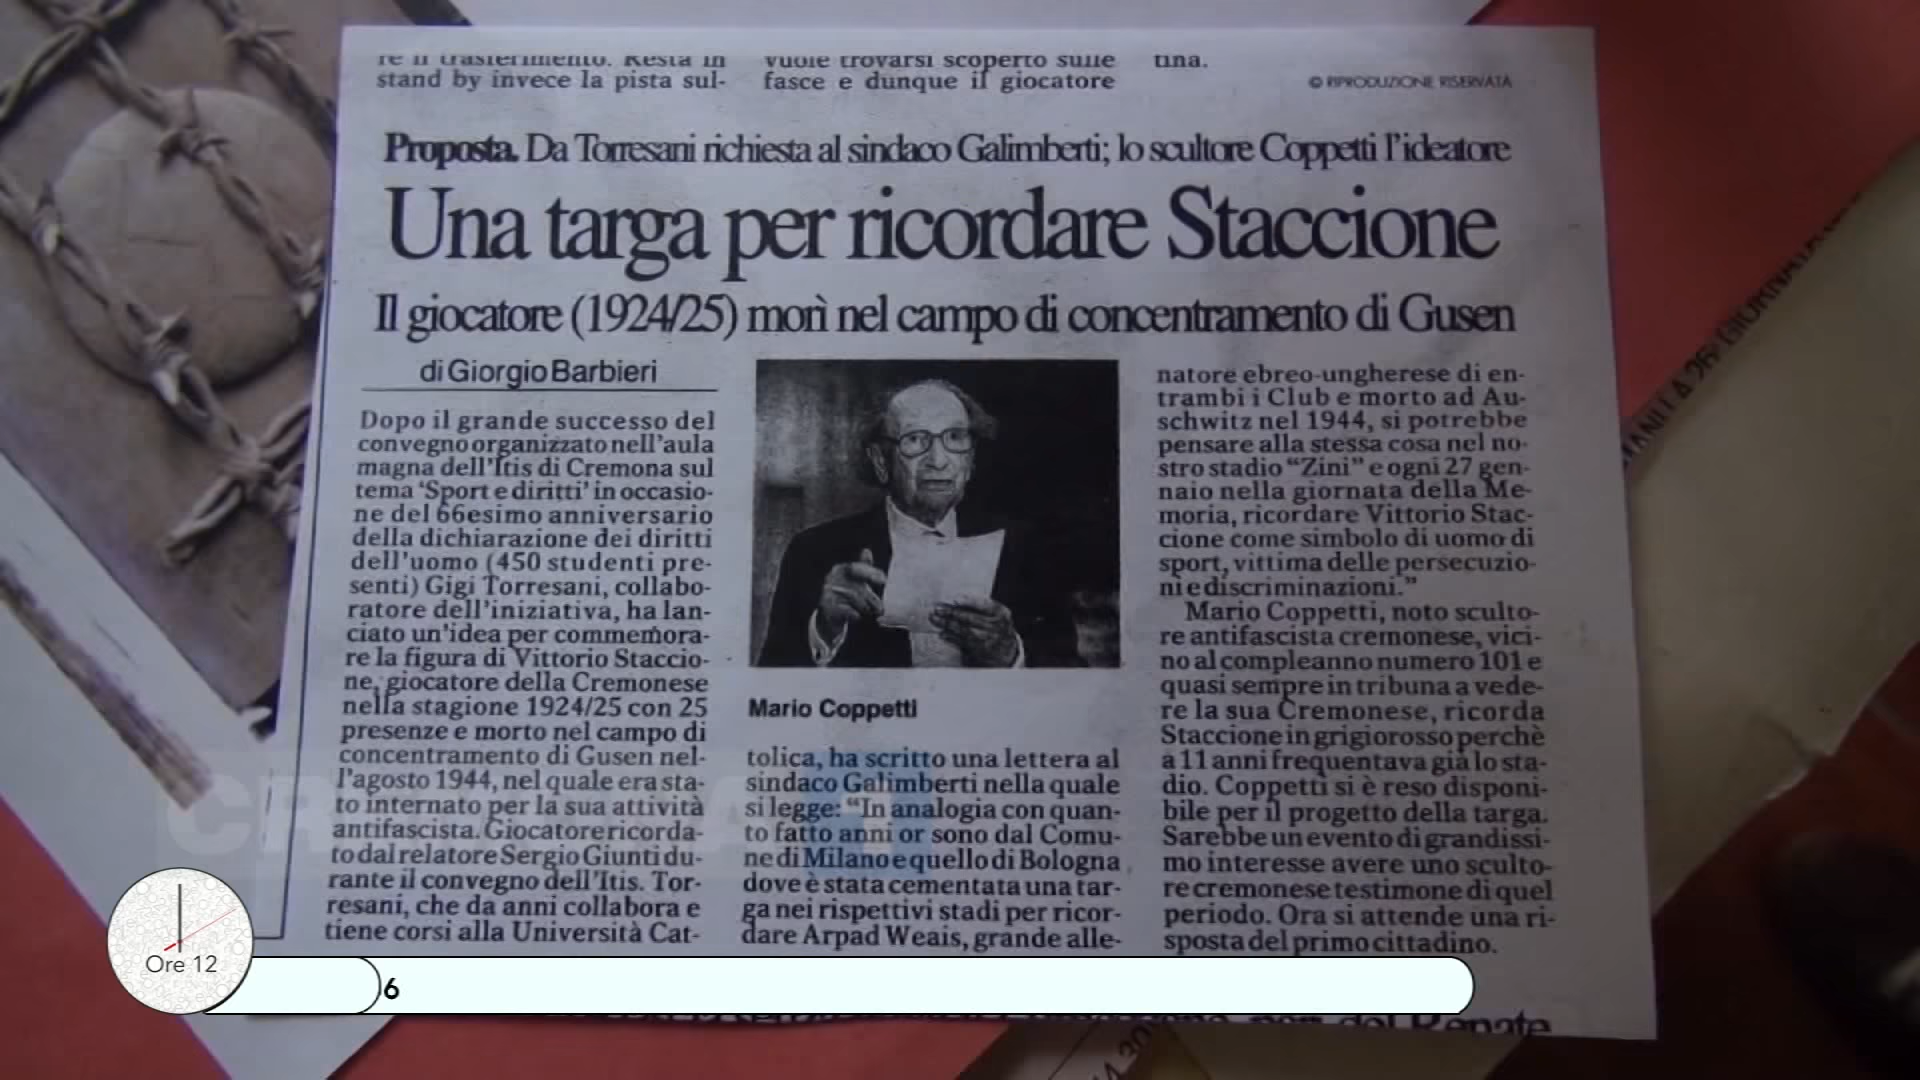 re il trasferimento. Resta in
stand by invece la pista sul-
vuole trovarsi scoperto sulle
fasce e dunque il giocatore
tina.
© RIPRODUZIONE RISERVATA
Proposta. Da Torresani richiesta al sindaco Galimberti; lo scultore Coppetti l'ideatore
Una targa per ricordare Staccione
Il giocatore (1924/25) morì nel campo di concentramento di Gusen
di Giorgio Barbieri
Dopo il grande successo del
convegno organizzato nell'aula
magna dell'Itis di Cremona sul
tema 'Sport e diritti' in occasio-
ne del 66esimo anniversario
della dichiarazione dei diritti
dell'uomo (450 studenti pre-
senti) Gigi Torresani, collabo-
ratore dell'iniziativa, ha lan-
ciato un'idea per commemora-
re la figura di Vittorio Staccio-
ne, giocatore della Cremonese
nella stagione 1924/25 con 25
presenze e morto nel campo di
concentramento di Gusen nel-
l'agosto 1944, nel quale era sta-
to internato per la sua attività
antifascista. Giocatore ricorda-
to dal relatore Sergio Giunti du-
rante il convegno dell'Itis. Tor-
resani, che da anni collabora e
tiene corsi alla Università Cat-
Mario Coppetti
tolica, ha scritto una lettera al
sindaco Galimberti nella quale
si legge: "In analogia con quan-
to fatto anni or sono dal Comu-
ne di Milano e quello di Bologna
dove è stata cementata una tar-
ga nei rispettivi stadi per ricor-
dare Arpad Weais, grande alle-
natore ebreo-ungherese di en-
trambi i Club e morto ad Au-
schwitz nel 1944, si potrebbe
pensare alla stessa cosa nel no-
stro stadio "Zini" e ogni 27 gen-
naio nella giornata della Me-
moria, ricordare Vittorio Stac-
cione come simbolo di uomo di
sport, vittima delle persecuzio-
ni e discriminazioni."
Mario Coppetti, noto sculto-
re antifascista cremonese, vici-
no al compleanno numero 101 e
quasi sempre in tribuna a vede-
re la sua Cremonese, ricorda
Staccione in grigiorosso perchè
a 11 anni frequentava già lo sta-
dio. Coppetti si è reso disponi-
bile per il progetto della targa.
Sarebbe un evento di grandissi-
mo interesse avere uno sculto-
re cremonese testimone di quel
periodo. Ora si attende una ri-
sposta del primo cittadino.
Ore 12
6